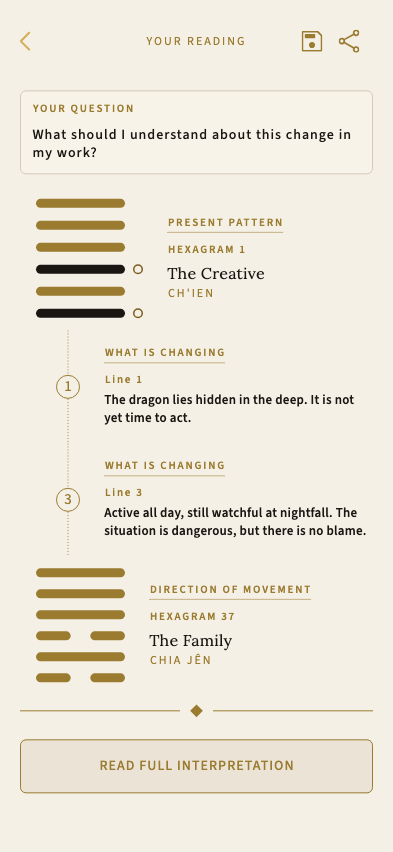 YOUR READING
YOUR QUESTION
What should I understand about this change in
my work?
PRESENT PATTERN
HEXAGRAM 1
The Creative
CH'IEN
WHAT IS CHANGING
1
Line 1
The dragon lies hidden in the deep. It is not
yet time to act.
WHAT IS CHANGING
3
Line 3
Active all day, still watchful at nightfall. The
situation is dangerous, but there is no blame.
DIRECTION OF MOVEMENT
HEXAGRAM 37
The Family
CHIA JÊN
READ FULL INTERPRETATION